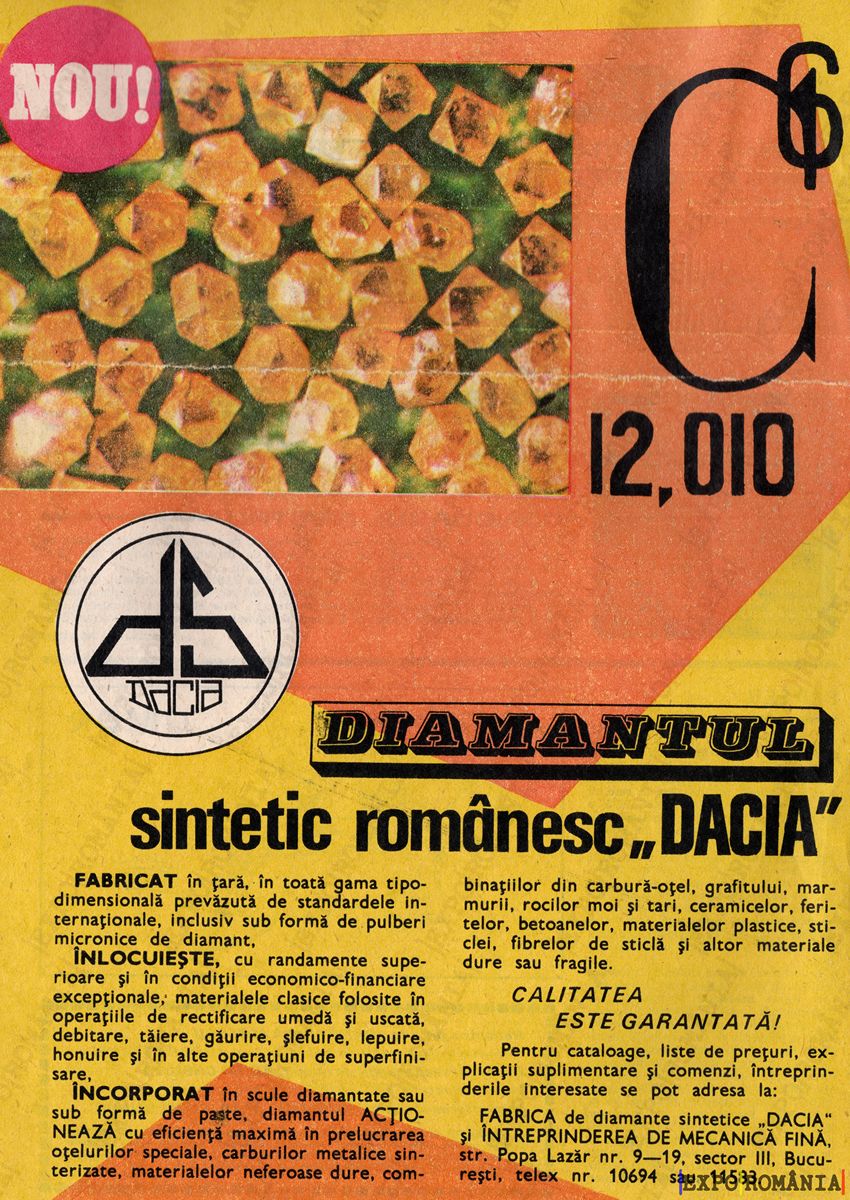 NOU!
C6
12,010
dS
Dacia
DIAMANTUL
sintetic românesc „DACIA”
FABRICAT în ţară, în toată gama tipo-
dimensională prevăzută de standardele in-
ternaţionale, inclusiv sub formă de pulberi
micronice de diamant,
ÎNLOCUIEŞTE, cu randamente supe-
rioare şi în condiţii economico-financiare
excepţionale, materialele clasice folosite în
operaţiile de rectificare umedă şi uscată,
debitare, tăiere, găurire, şlefuire, lepuire,
honuire şi în alte operaţiuni de superfini-
sare,
ÎNCORPORAT în scule diamantate sau
sub formă de paste, diamantul ACŢIO-
NEAZĂ cu eficienţă maximă în prelucrarea
oţelurilor speciale, carburilor metalice sin-
terizate, materialelor neferoase dure, com-
binaţiilor din carbură-oţel, grafitului, mar-
murii, rocilor moi şi tari, ceramicelor, feri-
telor, betoanelor, materialelor plastice, sti-
clei, fibrelor de sticlă şi altor materiale
dure sau fragile.
CALITATEA
ESTE GARANTATĂ!
Pentru cataloage, liste de preţuri, ex-
plicaţii suplimentare şi comenzi, întreprin-
derile interesate se pot adresa la:
FABRICA de diamante sintetice „DACIA“
şi ÎNTREPRINDEREA DE MECANICĂ FINĂ,
str. Popa Lazăr nr. 9—19, sector III, Bucu-
reşti, telex nr. 10694 sau 11533
EXPO ROMÂNIA